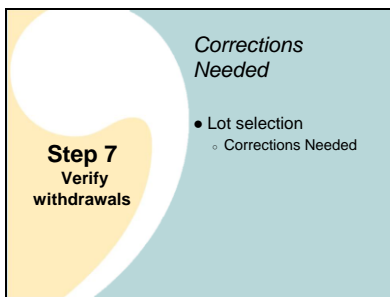 Corrections
Needed
● Lot selection
○ Corrections Needed
Step 7
Verify
withdrawals